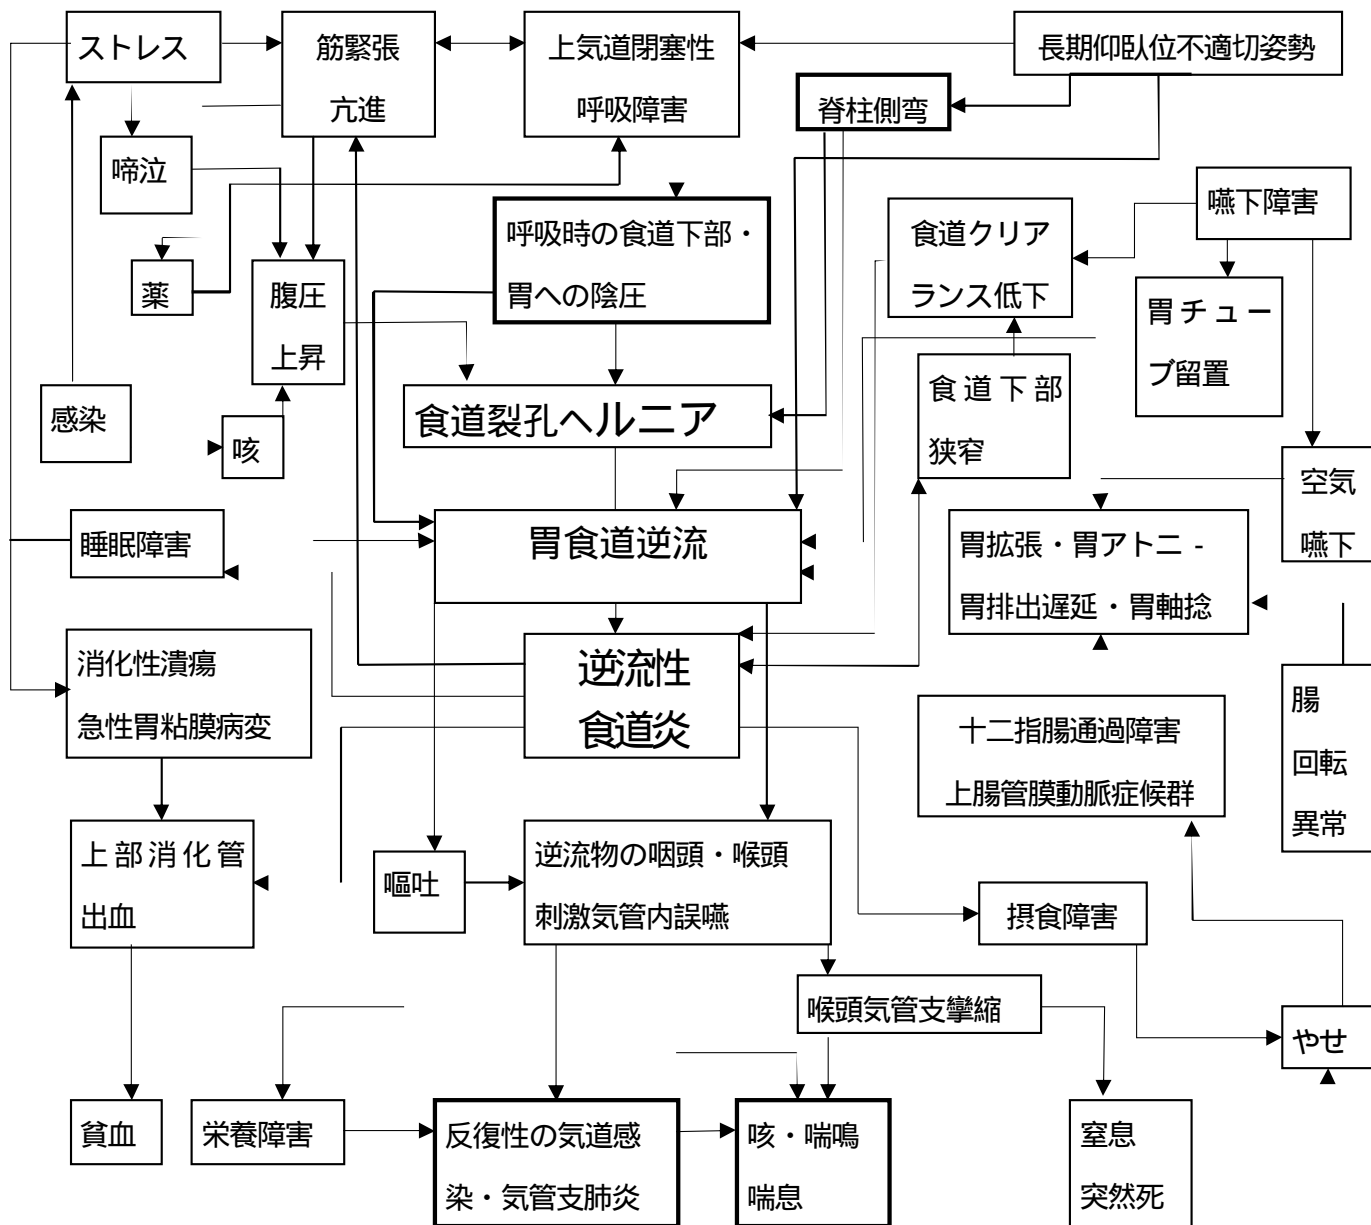 ストレス
筋緊張
亢進
上気道閉塞性
呼吸障害
長期仰臥位不適切姿勢
脊柱側弯
啼泣
嚥下障害
呼吸時の食道下部・
胃への陰圧
食道クリア
ランス低下
薬
腹圧
上昇
胃チューブ留置
感染
咳
食道裂孔ヘルニア
食道下部
狭窄
空気
嚥下
睡眠障害
胃食道逆流
胃拡張・胃アトニ-
胃排出遅延・胃軸捻
消化性潰瘍
急性胃粘膜病変
逆流性
食道炎
十二指腸通過障害
上腸管膜動脈症候群
腸
回転
異常
上部消化管
出血
嘔吐
逆流物の咽頭・喉頭
刺激気管内誤嚥
摂食障害
喉頭気管支攣縮
やせ
貧血
栄養障害
反復性の気道感
染・気管支肺炎
咳・喘鳴
喘息
窒息
突然死